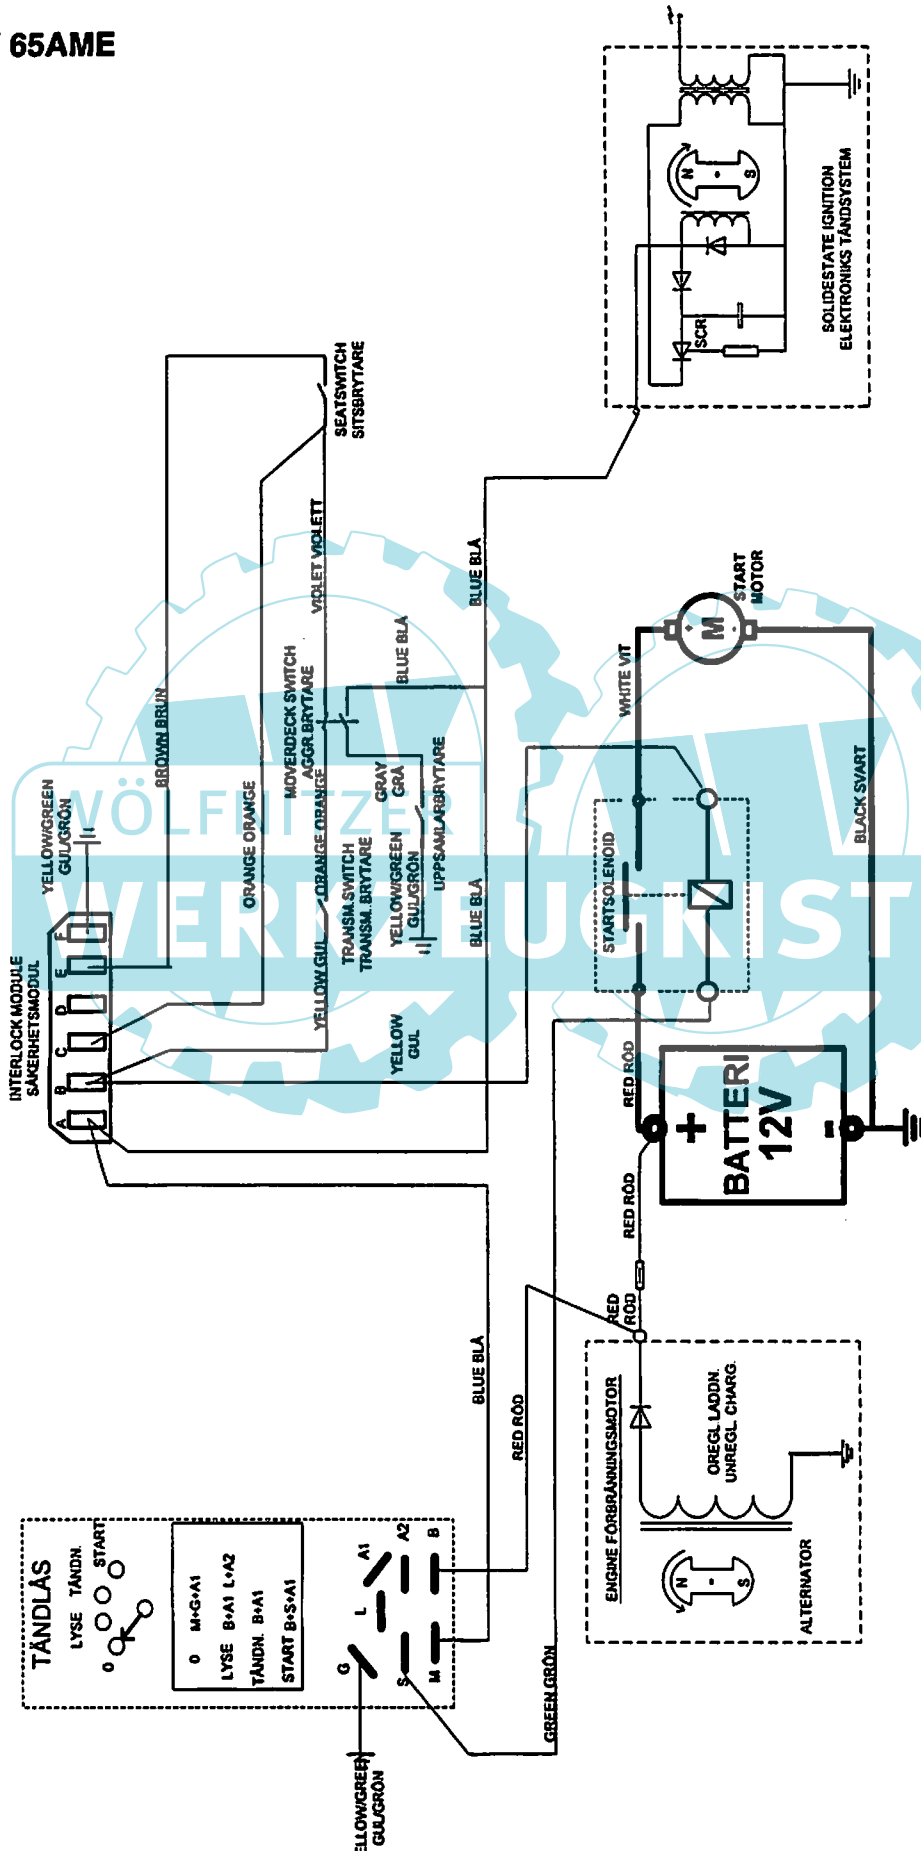 65AME
INTERLOCK MODULE
SÄKERHETSMODUL
A
B
C
D
E
F
YELLOW/GREEN
GUL/GRÖN
BROWN BRUN
ORANGE ORANGE
SEATSWITCH
SITSBRYTARE
VIOLET VIOLETT
MOVERDECK SWITCH
AGGR.BRYTARE
ORANGE ORANGE
YELLOW GUL
TRANSM.SWITCH
TRANSM. BRYTARE
GRAY
GRÅ
BLUE BLÅ
YELLOW/GREEN
GUL/GRÖN
UPPSAMLARBRYTARE
YELLOW
GUL
BLUE BLÅ
BLUE BLÅ
BLUE BLÅ
SOLIDESTATE IGNITION
ELEKTRONIKS TÄNDSYSTEM
SCR
N
S
START
MOTOR
M
+
-
WHITE VIT
BLACK SVART
STARTSOLENOID
RED RÖD
BATTERI
12V
+
-
RED RÖD
RED
RÖD
RED RÖD
GREEN GRÖN
ENGINE FÖRBRÄNNINGSMOTOR
OREGL.LADDN.
UNREGL. CHARG.
ALTERNATOR
N
S
TÄNDLÅS
LYSE TÄNDN.
O
START
O M+G+A1
LYSE B+A1 L+A2
TÄNDN. B+A1
START B+S+A1
G
L
A1
S
A2
M
B
YELLOW/GREEN
GUL/GRÖN
WÖLFNITZER
WERKZEUGKIST